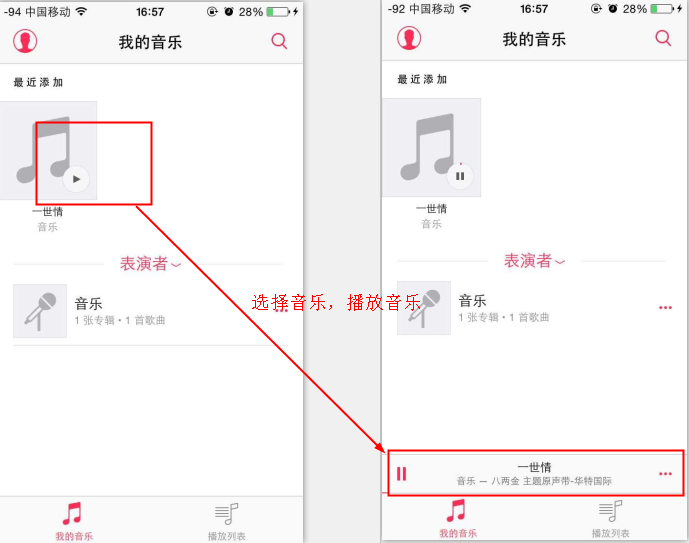 -94 中国移动 16:57 28%
我的音乐
最近添加
一世情
音乐
表演者
音乐
1 张专辑 • 1 首歌曲
我的音乐
播放列表
选择音乐，播放音乐
-92 中国移动 16:57 28%
我的音乐
最近添加
一世情
音乐
表演者
音乐
1 张专辑 • 1 首歌曲
一世情
音乐 — 八两金 主题原声带-华特国际
我的音乐
播放列表